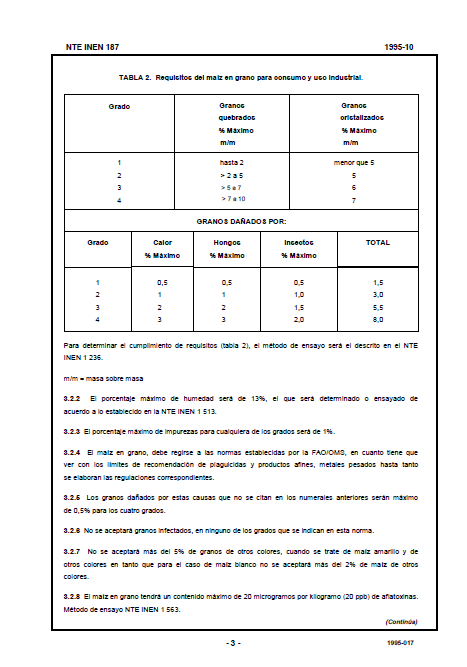 NTE INEN 187 1995-10
TABLA 2. Requisitos del maíz en grano para consumo y uso industrial.
Grado Granos quebrados % Máximo m/m Granos cristalizados % Máximo m/m
1 hasta 2 menor que 5
2 > 2 a 5 5
3 > 5 a 7 6
4 > 7 a 10 7
GRANOS DAÑADOS POR:
Grado Calor Hongos Insectos TOTAL
% Máximo % Máximo % Máximo
1 0,5 0,5 0,5 1,5
2 1 1 1,0 3,0
3 2 2 1,5 5,5
4 3 3 2,0 8,0
Para determinar el cumplimiento de requisitos (tabla 2), el método de ensayo será el descrito en el NTE
INEN 1 236.
m/m = masa sobre masa
3.2.2 El porcentaje máximo de humedad será de 13%, el que será determinado o ensayado de
acuerdo a lo establecido en la NTE INEN 1 513.
3.2.3 El porcentaje máximo de impurezas para cualquiera de los grados será de 1%.
3.2.4 El maíz en grano, debe regirse a las normas establecidas por la FAO/OMS, en cuanto tiene que
ver con los límites de recomendación de plaguicidas y productos afines, metales pesados hasta tanto
se elaboran las regulaciones correspondientes.
3.2.5 Los granos dañados por estas causas que no se citan en los numerales anteriores serán máximo
de 0,5% para los cuatro grados.
3.2.6 No se aceptará granos infectados, en ninguno de los grados que se indican en esta norma.
3.2.7 No se aceptará más del 5% de granos de otros colores, cuando se trate de maíz amarillo y de
otros colores en tanto que para el caso de maíz blanco no se aceptará más del 2% de maíz de otros
colores.
3.2.8 El maíz en grano tendrá un contenido máximo de 20 microgramos por kilogramo (20 ppb) de aflatoxinas.
Método de ensayo NTE INEN 1 563.
(Continúa)
- 3 - 1995-017